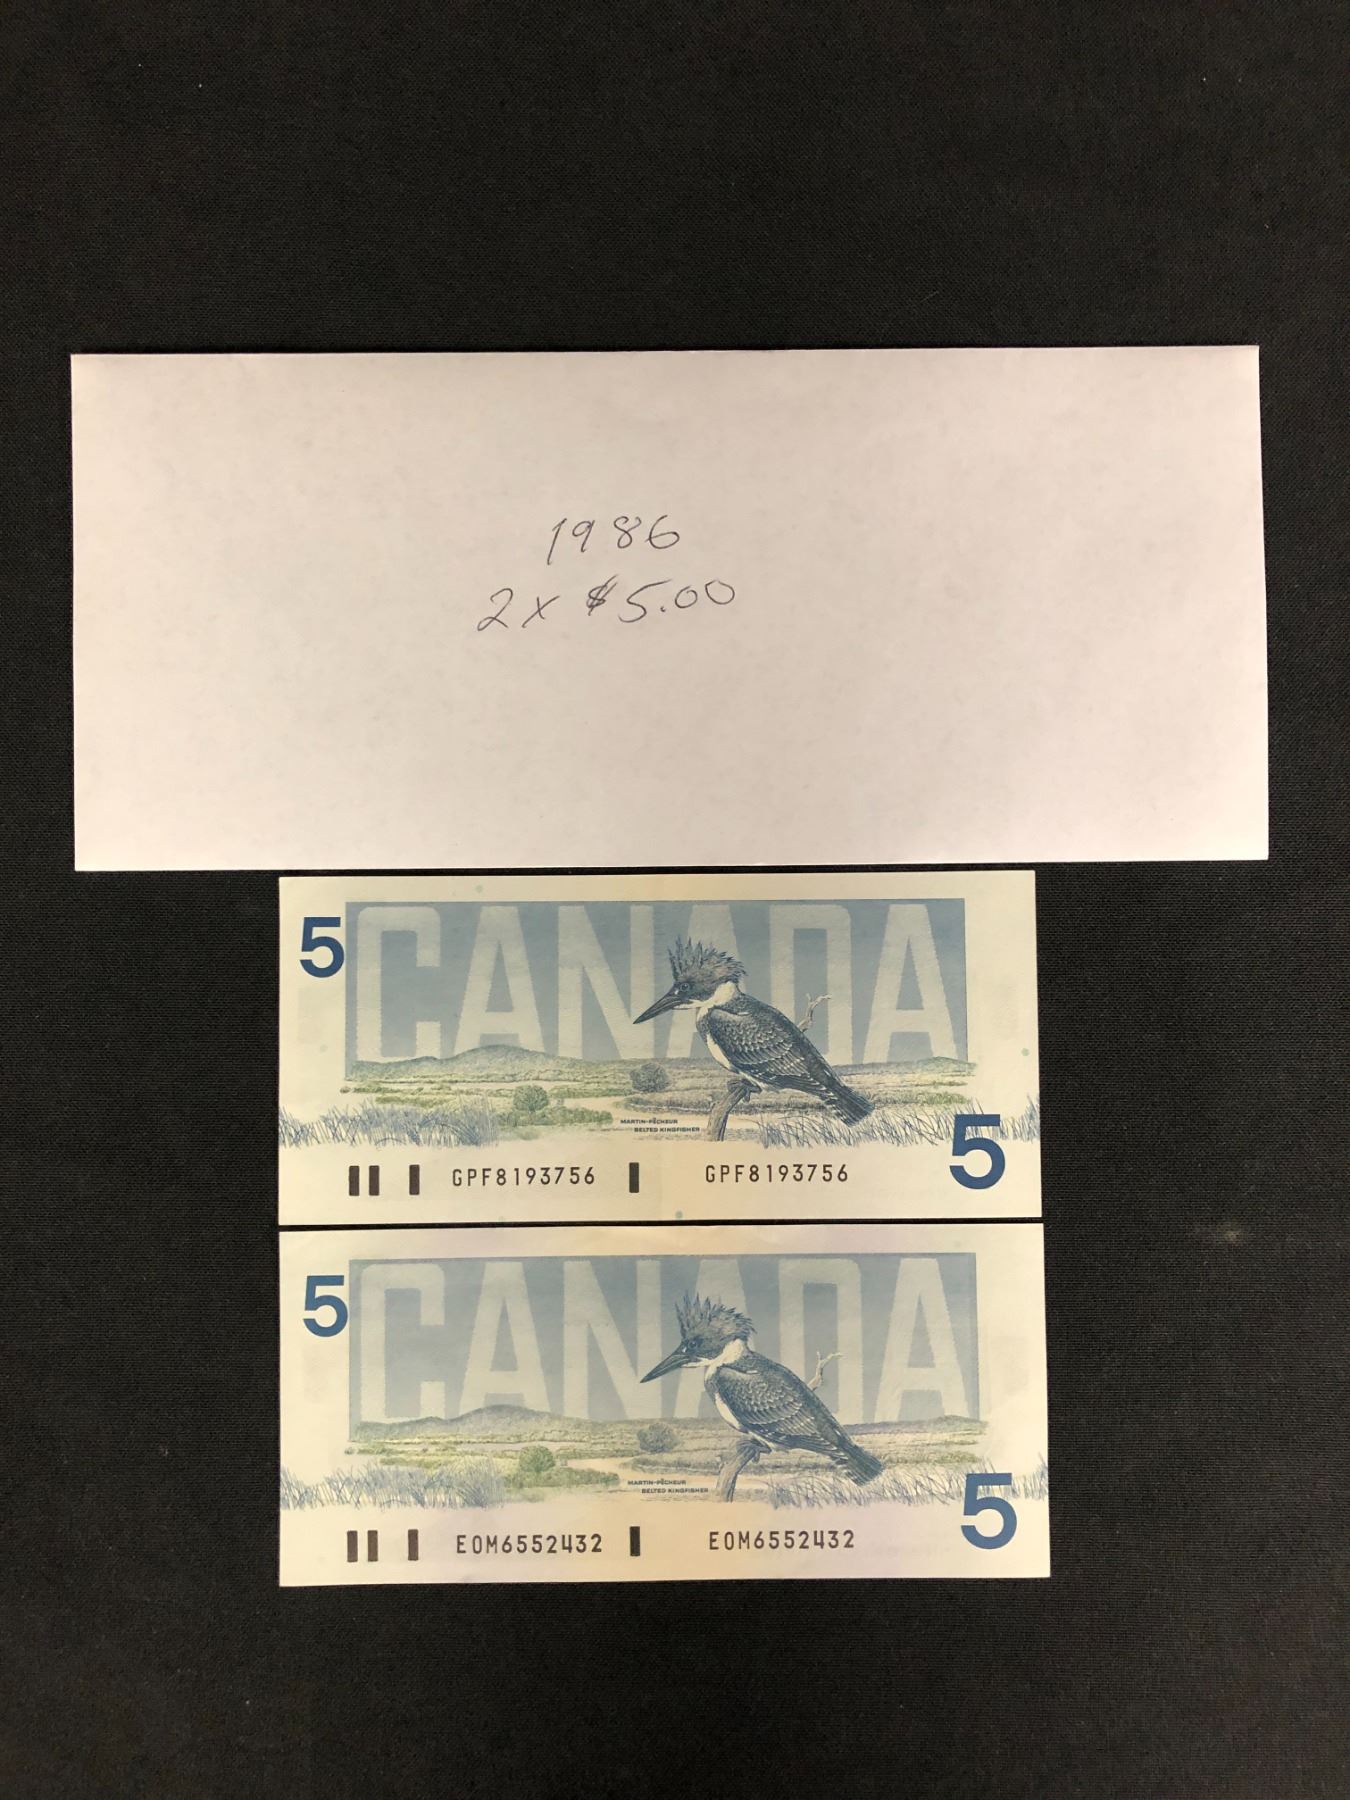 1986
2x $5.00
5
CANADA
MARTIN-PÊCHEUR
BELTED KINGFISHER
5
GPF8193756 GPF8193756
5
CANADA
MARTIN-PÊCHEUR
BELTED KINGFISHER
5
EOM6552432 EOM6552432